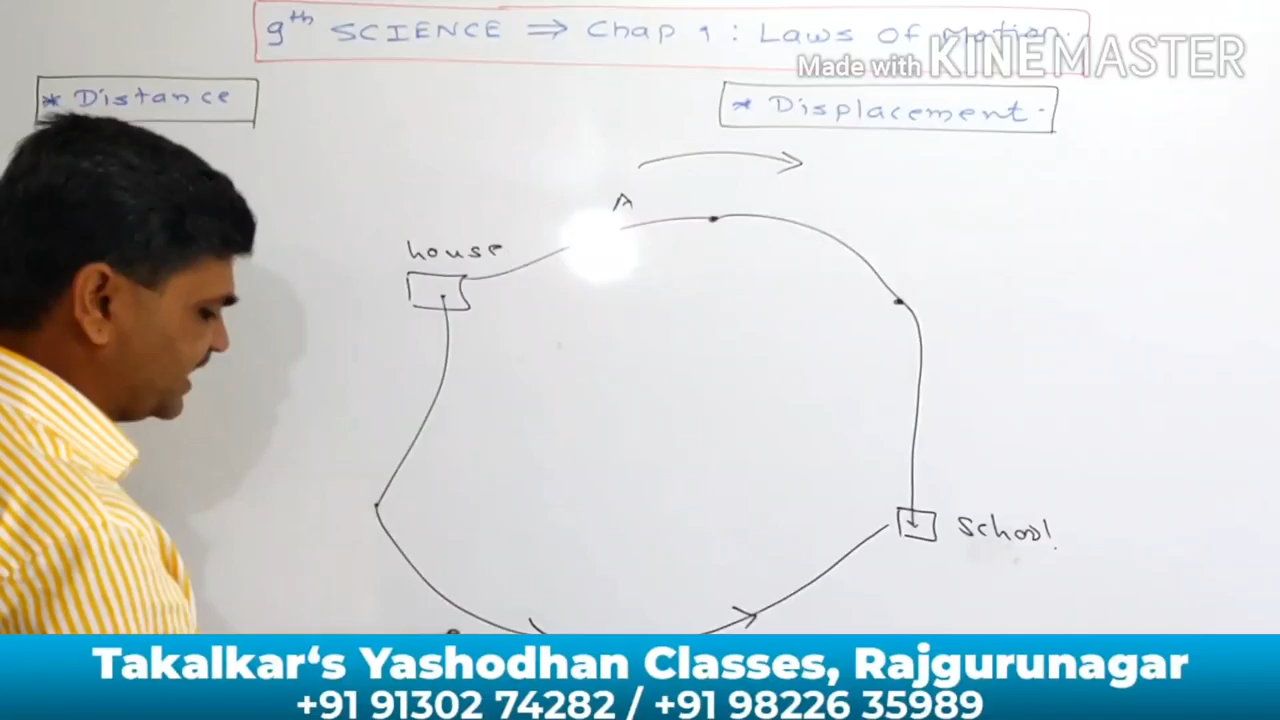 9th SCIENCE ⇒ Chap 1 : Laws of Motion.
Made with KINEMASTER
* Distance
* Displacement.
A
house
School
Takalkar‘s Yashodhan Classes, Rajgurunagar
+91 91302 74282 / +91 98226 35989